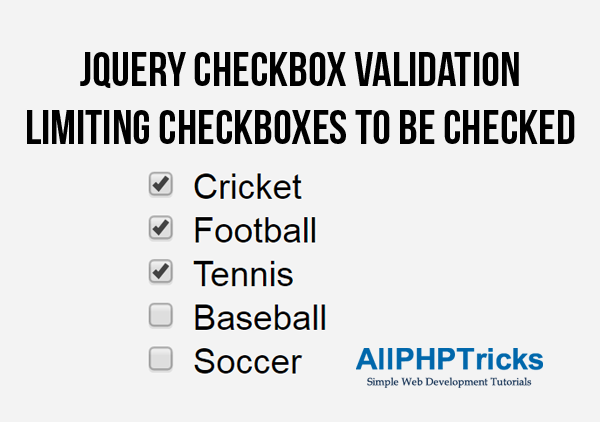 JQUERY CHECKBOX VALIDATION
LIMITING CHECKBOXES TO BE CHECKED
Cricket
Football
Tennis
Baseball
Soccer
AllPHPTricks
Simple Web Development Tutorials